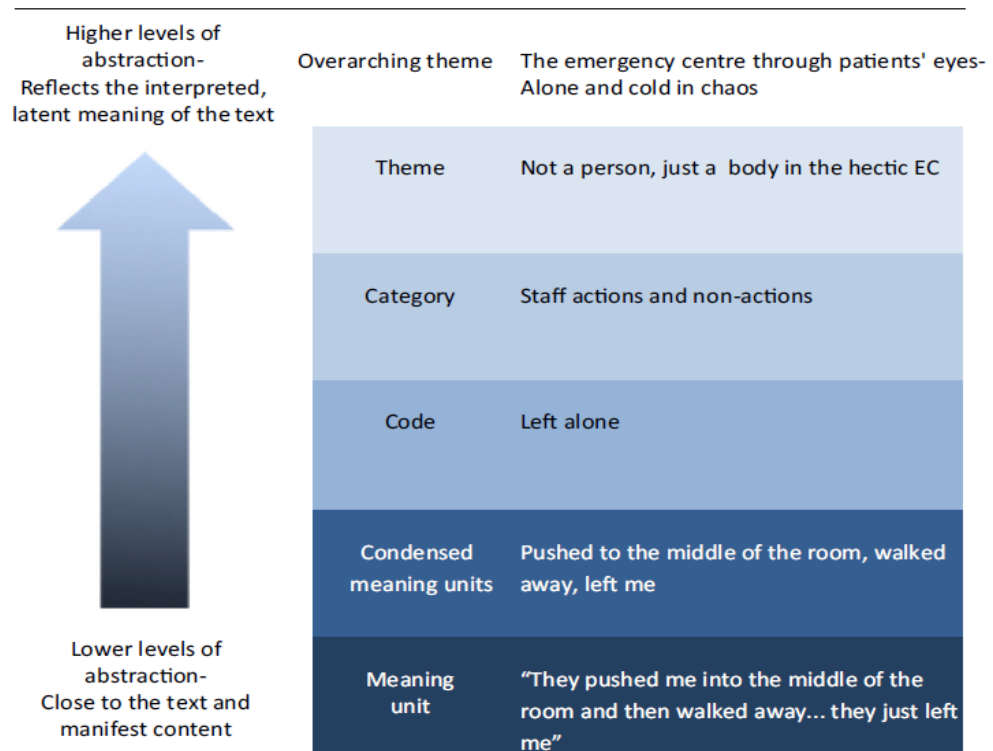 Higher levels of
abstraction-
Reflects the interpreted,
latent meaning of the text
Overarching theme
The emergency centre through patients' eyes-
Alone and cold in chaos
Theme
Not a person, just a body in the hectic EC
Category
Staff actions and non-actions
Code
Left alone
Condensed
meaning units
Pushed to the middle of the room, walked
away, left me
Lower levels of
abstraction-
Close to the text and
manifest content
Meaning
unit
“They pushed me into the middle of the
room and then walked away... they just left
me”